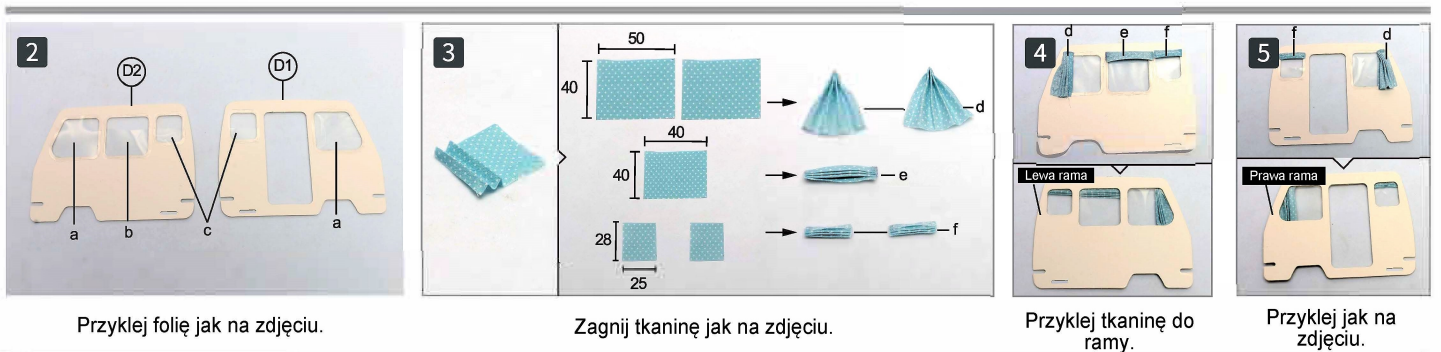 2
D2
D1
a
b
c
a
Przyklej folię jak na zdjęciu.
3
50
40
d
40
40
e
28
25
f
Zagnij tkaninę jak na zdjęciu.
4
d
e
f
Lewa rama
Przyklej tkaninę do
ramy.
5
f
d
Prawa rama
Przyklej jak na
zdjęciu.